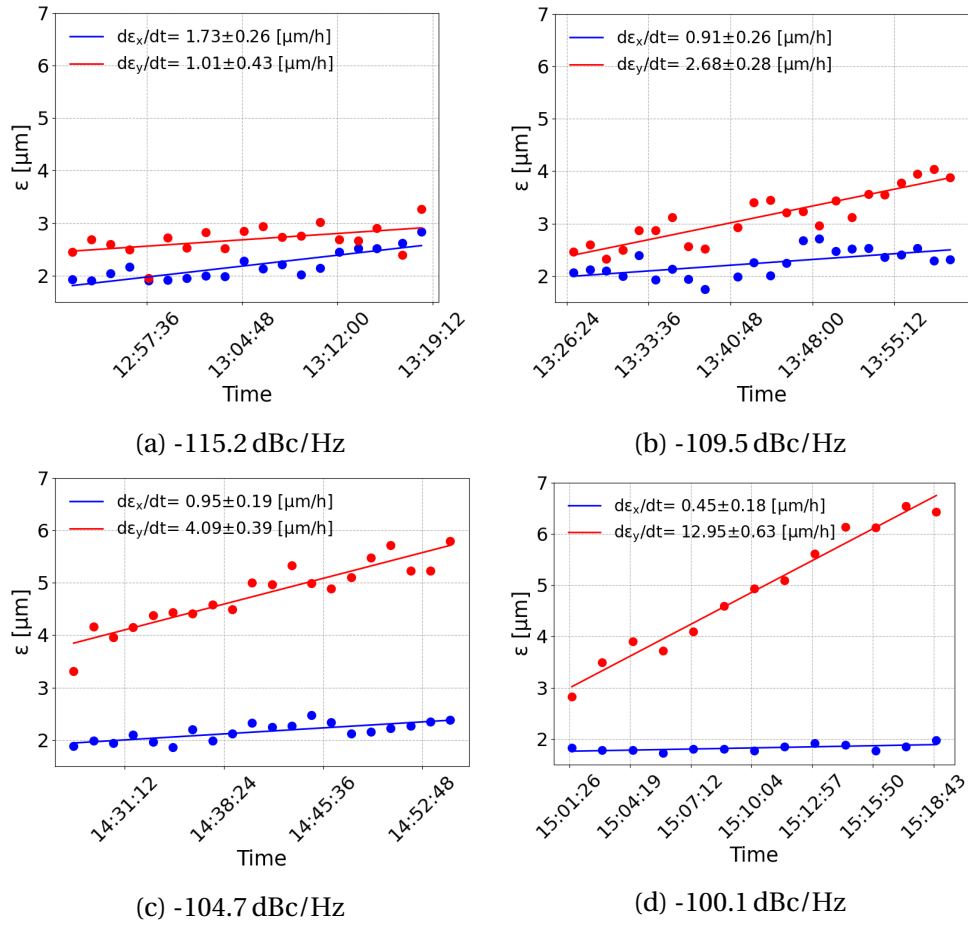 7
6
5
4
3
2
ε [μm]
dεx/dt= 1.73±0.26 [μm/h]
dεy/dt= 1.01±0.43 [μm/h]
12:57:36
13:04:48
13:12:00
13:19:12
Time
(a) -115.2 dBc/Hz
7
6
5
4
3
2
ε [μm]
dεx/dt= 0.91±0.26 [μm/h]
dεy/dt= 2.68±0.28 [μm/h]
13:26:24
13:33:36
13:40:48
13:48:00
13:55:12
Time
(b) -109.5 dBc/Hz
7
6
5
4
3
2
ε [μm]
dεx/dt= 0.95±0.19 [μm/h]
dεy/dt= 4.09±0.39 [μm/h]
14:31:12
14:38:24
14:45:36
14:52:48
Time
(c) -104.7 dBc/Hz
7
6
5
4
3
2
ε [μm]
dεx/dt= 0.45±0.18 [μm/h]
dεy/dt= 12.95±0.63 [μm/h]
15:01:26
15:04:19
15:07:12
15:10:04
15:12:57
15:15:50
15:18:43
Time
(d) -100.1 dBc/Hz